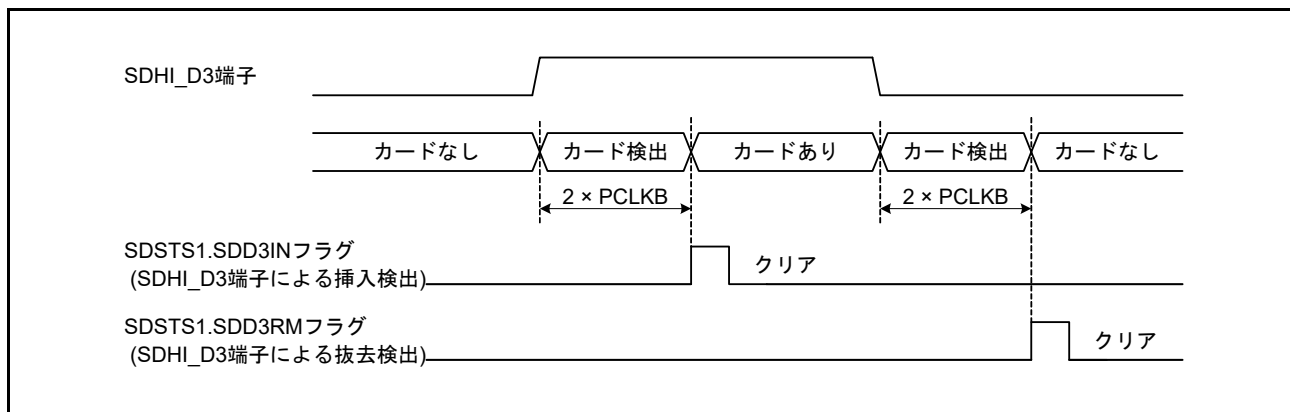 SDHI_D3端子
カードなし カード検出 カードあり カード検出 カードなし
2 × PCLKB 2 × PCLKB
SDSTS1.SDD3INフラグ
(SDHI_D3端子による挿入検出)
クリア
SDSTS1.SDD3RMフラグ
(SDHI_D3端子による抜去検出)
クリア